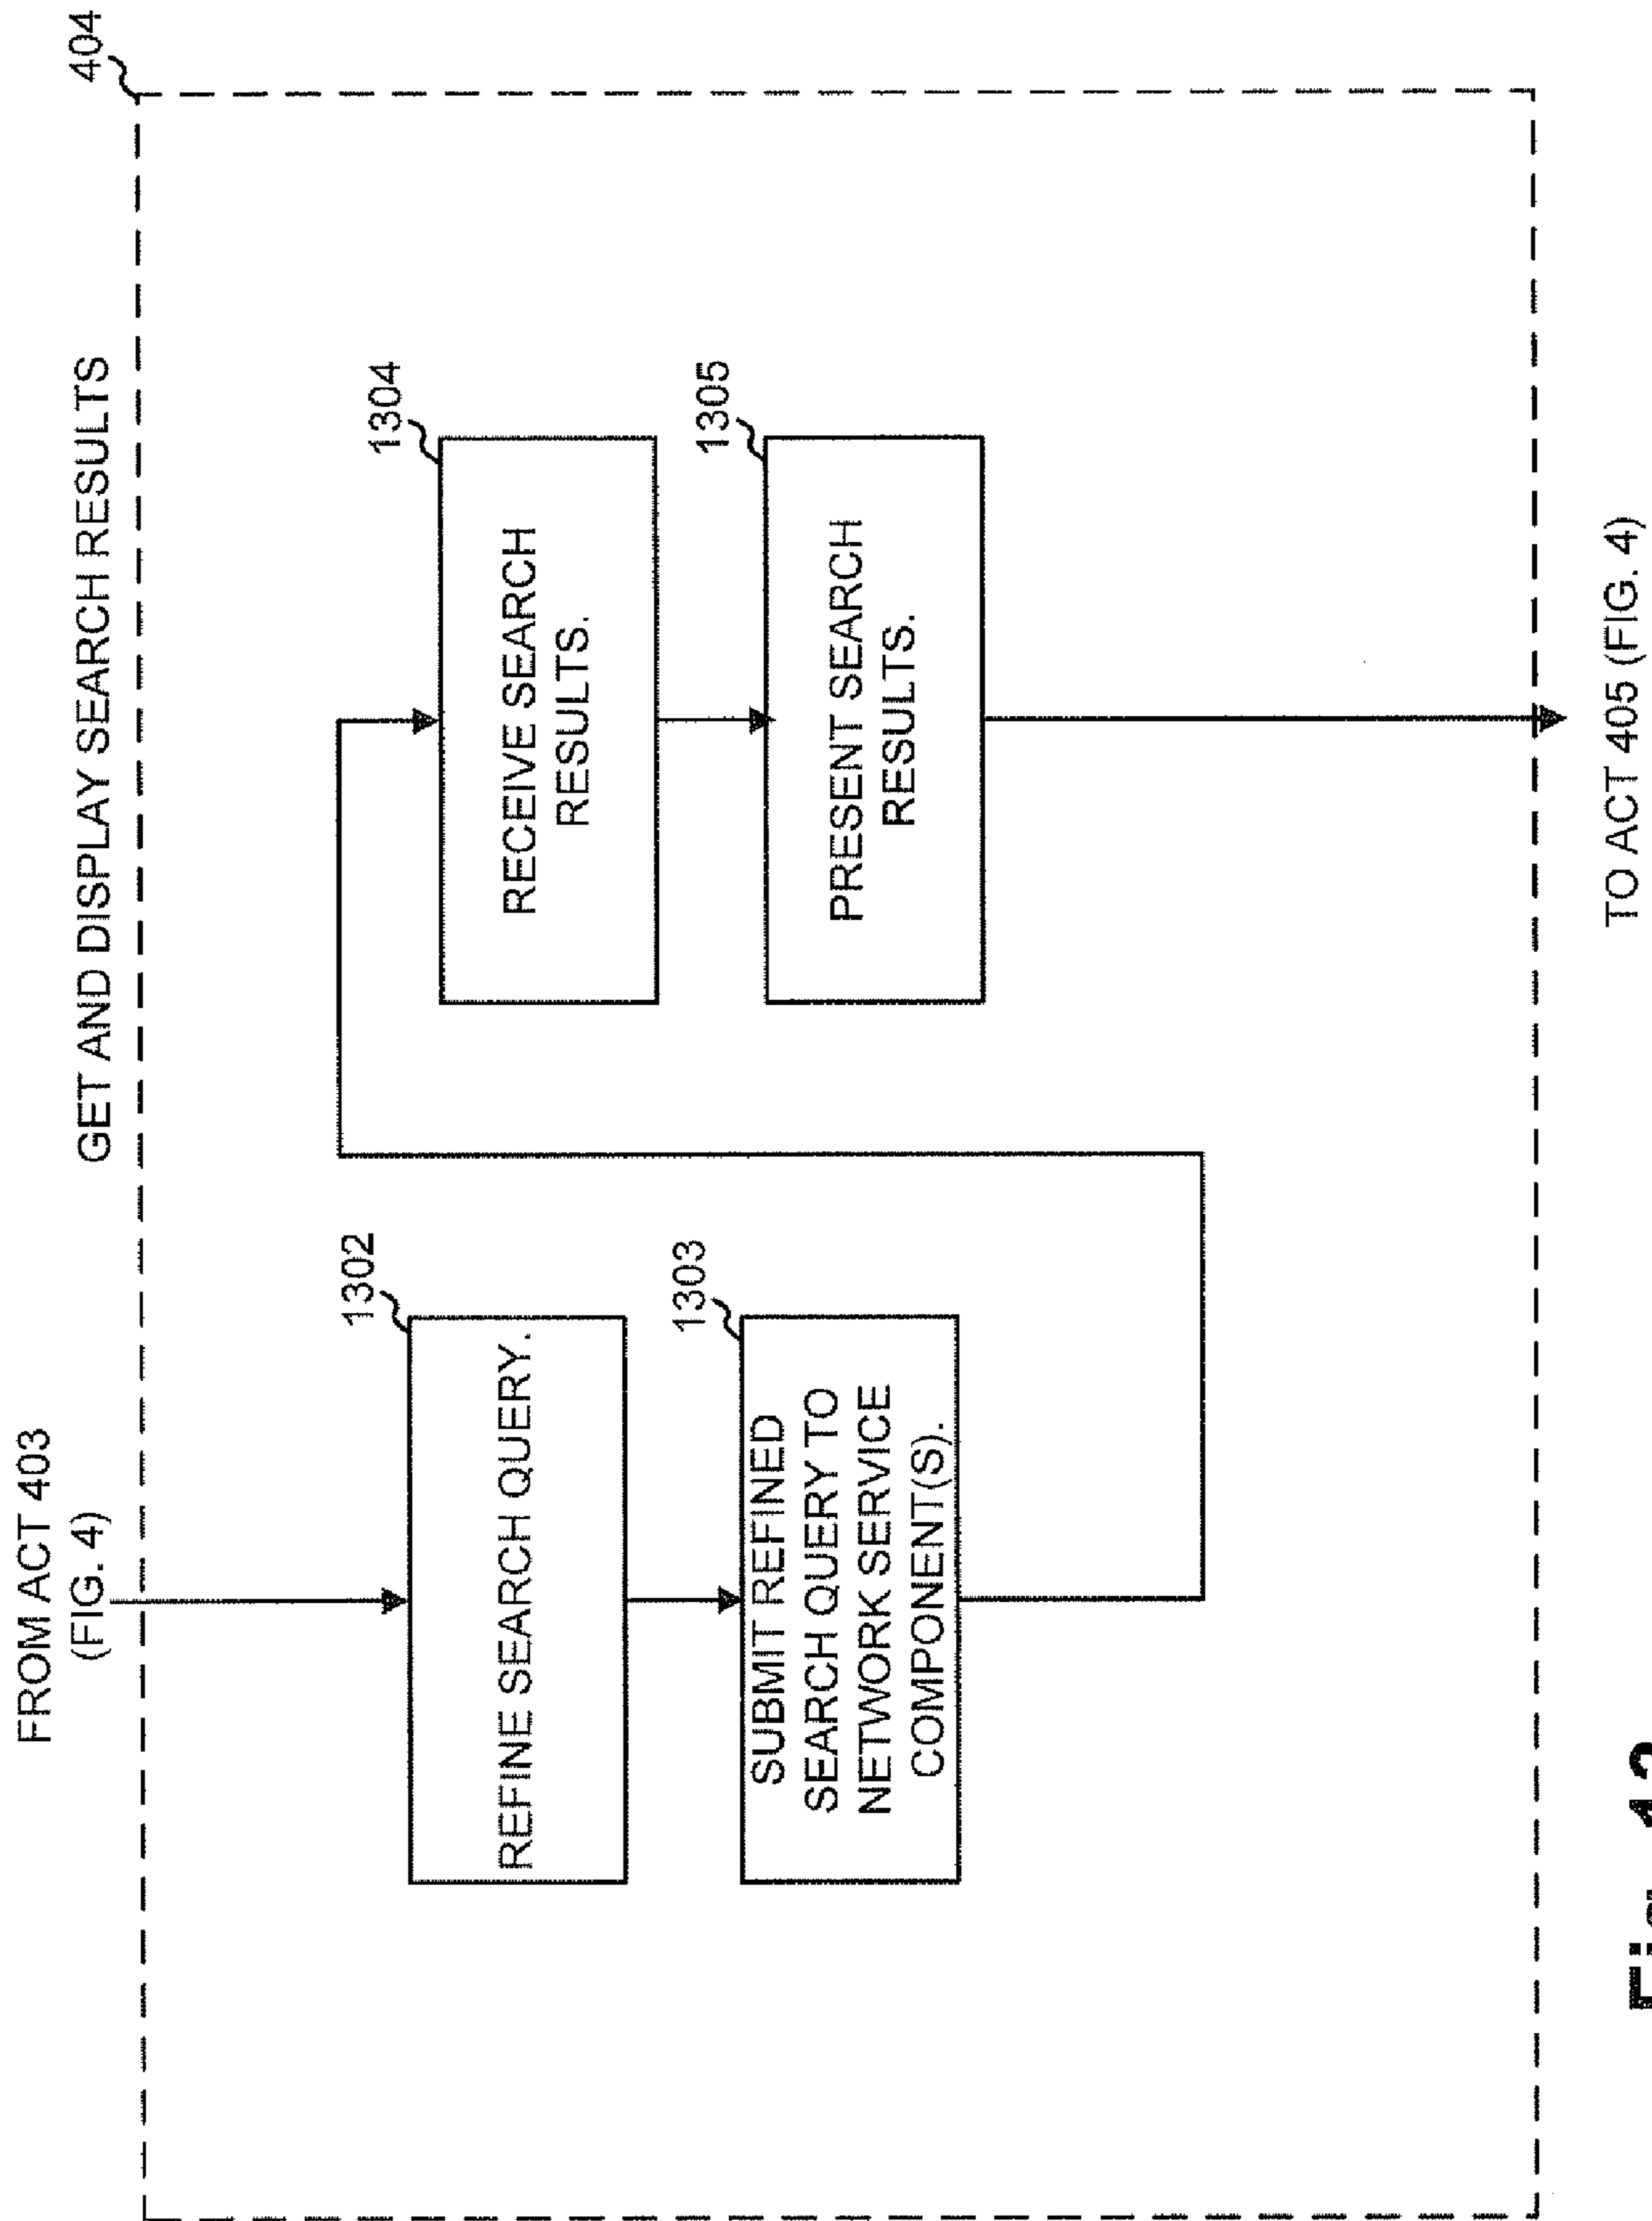 FROM ACT 403
(FIG. 4)
GET AND DISPLAY SEARCH RESULTS
404
1302
REFINE SEARCH QUERY.
1303
SUBMIT REFINED
SEARCH QUERY TO
NETWORK SERVICE
COMPONENT(S).
1304
RECEIVE SEARCH
RESULTS.
1305
PRESENT SEARCH
RESULTS.
TO ACT 405 (FIG. 4)
Fig.